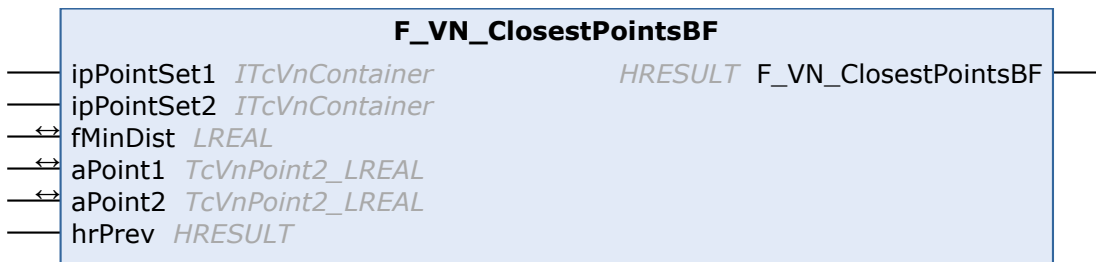 F_VN_ClosestPointsBF
ipPointSet1 ITcVnContainer HRESULT F_VN_ClosestPointsBF
ipPointSet2 ITcVnContainer
fMinDist LREAL
aPoint1 TcVnPoint2_LREAL
aPoint2 TcVnPoint2_LREAL
hrPrev HRESULT